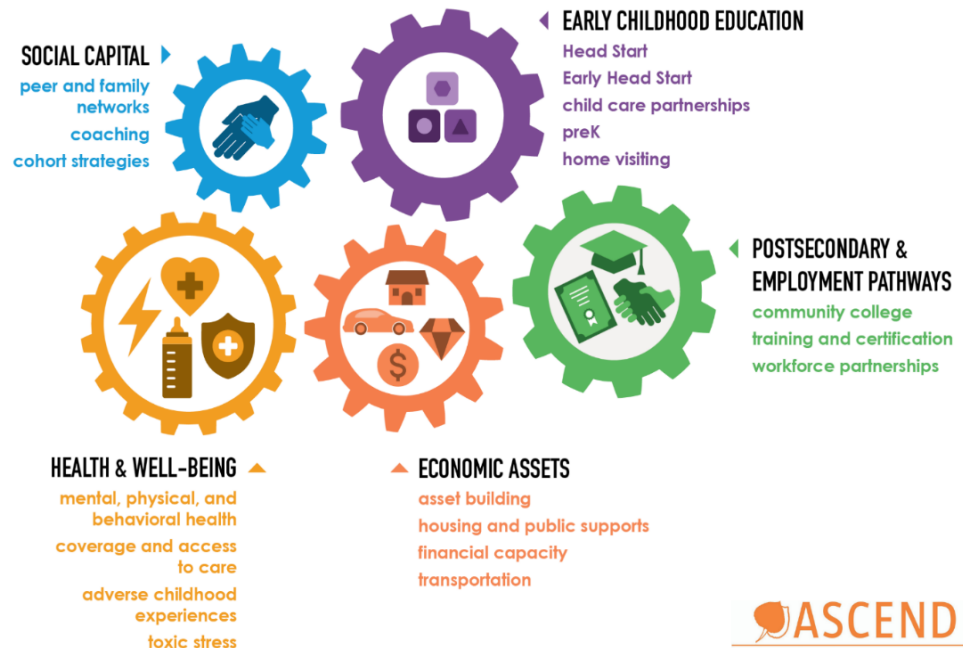 SOCIAL CAPITAL
peer and family
networks
coaching
cohort strategies
EARLY CHILDHOOD EDUCATION
Head Start
Early Head Start
child care partnerships
preK
home visiting
POSTSECONDARY &
EMPLOYMENT PATHWAYS
community college
training and certification
workforce partnerships
HEALTH & WELL-BEING
mental, physical, and
behavioral health
coverage and access
to care
adverse childhood
experiences
toxic stress
$
ECONOMIC ASSETS
asset building
housing and public supports
financial capacity
transportation
ASCEND